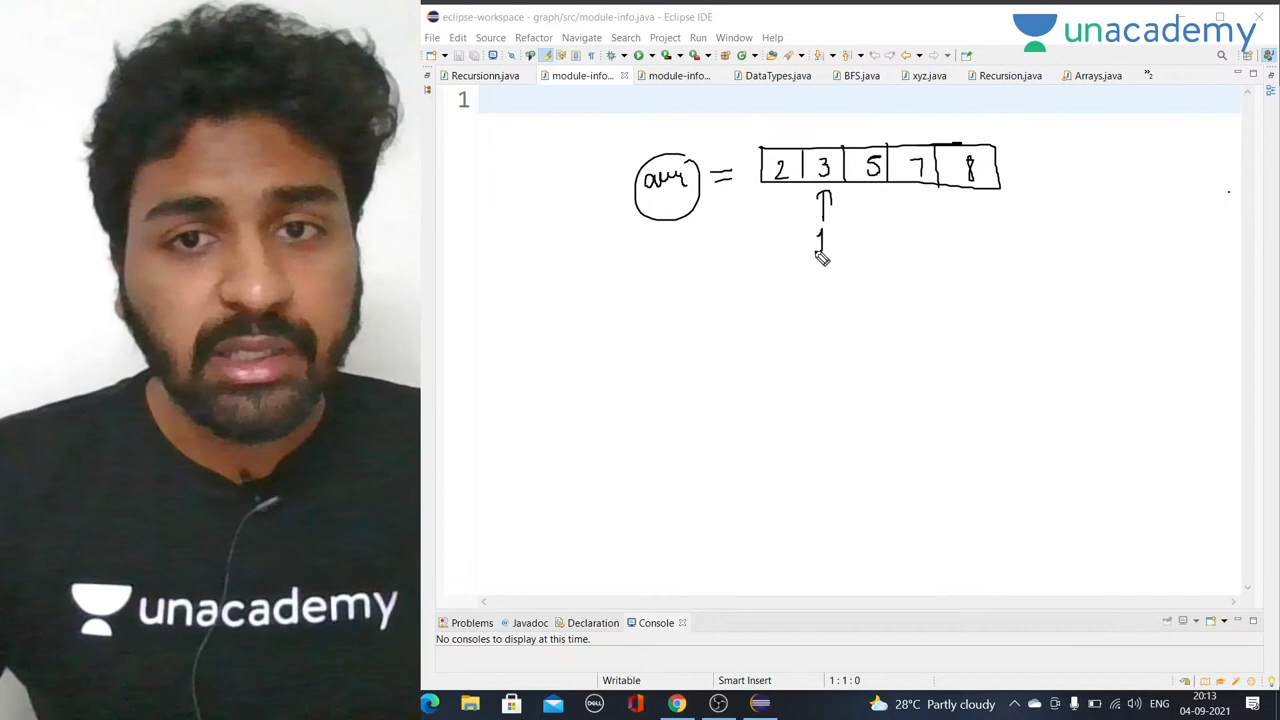 eclipse-workspace - graph/src/module-info.java - Eclipse IDE
unacademy
File Edit Source Refactor Navigate Search Project Run Window Help
Recursionn.java module-info... module-info... DataTypes.java BFS.java xyz.java Recursion.java Arrays.java
1
arr = 2 3 5 7 8
1
unacademy
Problems Javadoc Declaration Console
No consoles to display at this time.
Writable Smart Insert 1 : 1 : 0
DELL 28°C Partly cloudy ENG 20:13
04-09-2021